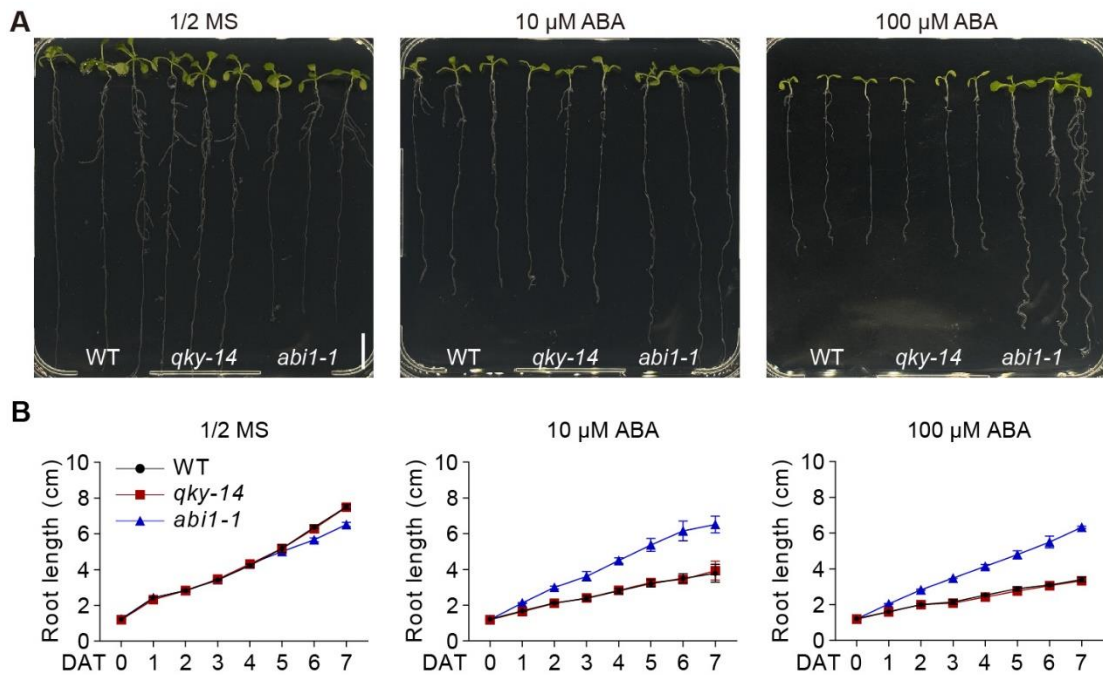 A
1/2 MS
10 µM ABA
100 µM ABA
WT qky-14 abi1-1
WT qky-14 abi1-1
WT qky-14 abi1-1
B
1/2 MS
10 µM ABA
100 µM ABA
Root length (cm)
10
8
6
4
2
0
WT
qky-14
abi1-1
DAT 0 1 2 3 4 5 6 7
Root length (cm)
10
8
6
4
2
0
DAT 0 1 2 3 4 5 6 7
Root length (cm)
10
8
6
4
2
0
DAT 0 1 2 3 4 5 6 7